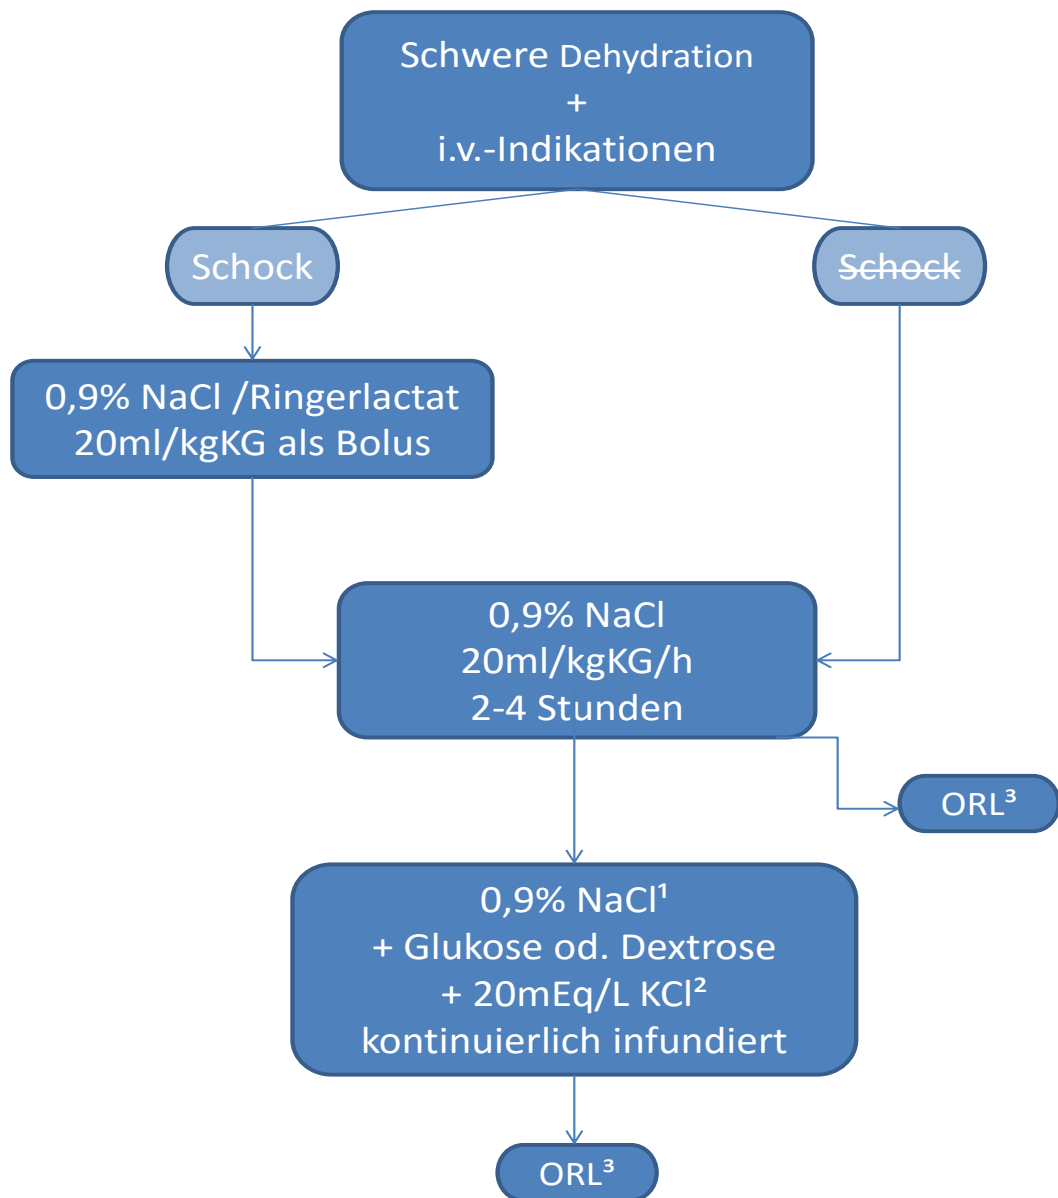 Schwere Dehydration
+
i.v.-Indikationen
Schock
Schock
0,9% NaCl /Ringerlactat
20ml/kgKG als Bolus
0,9% NaCl
20ml/kgKG/h
2-4 Stunden
ORL³
0,9% NaCl¹
+ Glukose od. Dextrose
+ 20mEq/L KCl²
kontinuierlich infundiert
ORL³